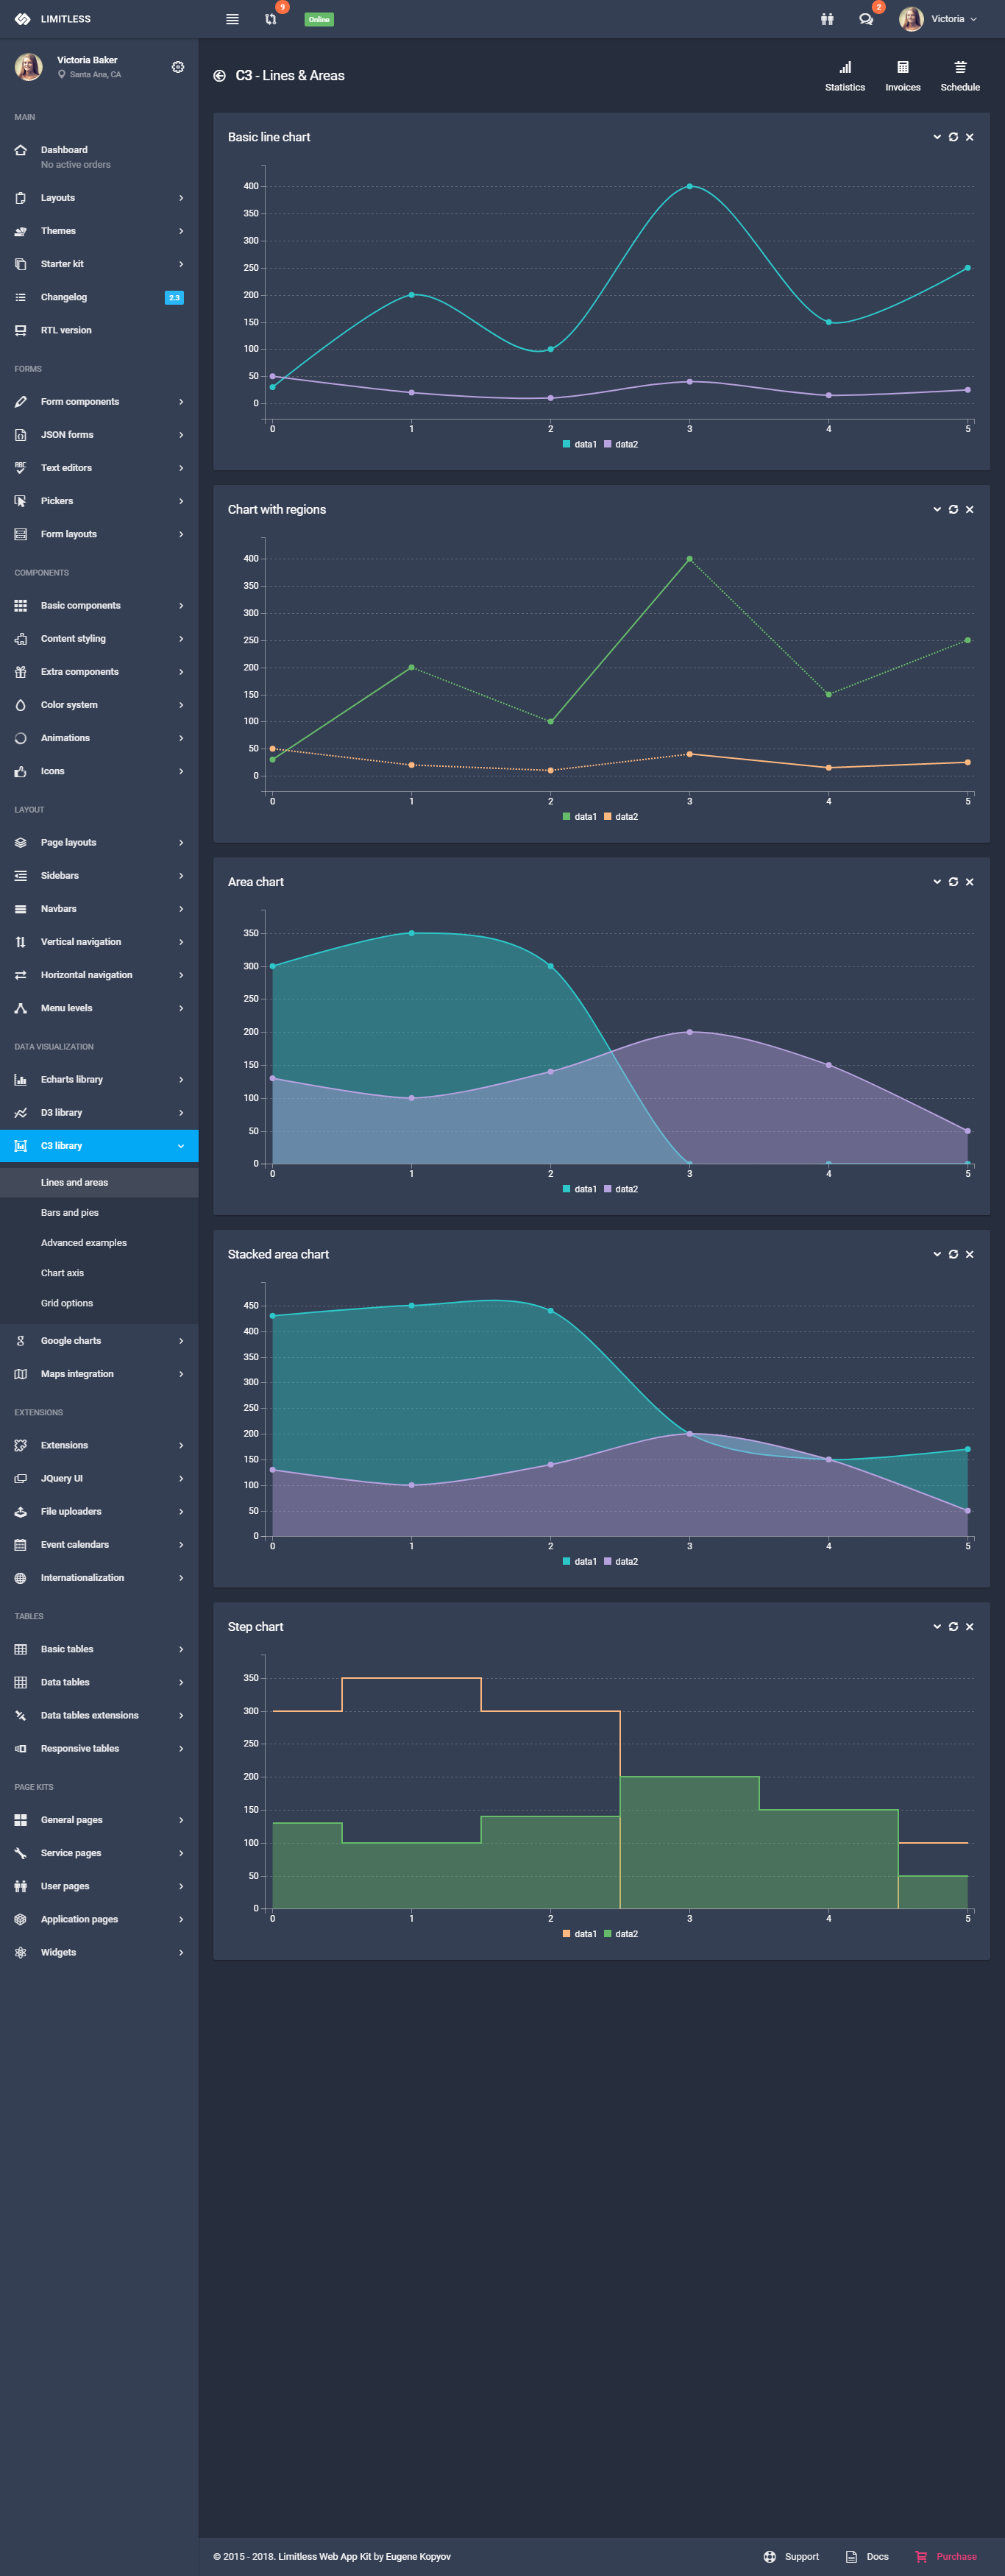 LIMITLESS
9
Online
2
Victoria
Victoria Baker
Santa Ana, CA
MAIN
Dashboard
No active orders
Layouts
Themes
Starter kit
Changelog
2.3
RTL version
FORMS
Form components
JSON forms
Text editors
Pickers
Form layouts
COMPONENTS
Basic components
Content styling
Extra components
Color system
Animations
Icons
LAYOUT
Page layouts
Sidebars
Navbars
Vertical navigation
Horizontal navigation
Menu levels
DATA VISUALIZATION
Echarts library
D3 library
C3 library
Lines and areas
Bars and pies
Advanced examples
Chart axis
Grid options
Google charts
Maps integration
EXTENSIONS
Extensions
JQuery UI
File uploaders
Event calendars
Internationalization
TABLES
Basic tables
Data tables
Data tables extensions
Responsive tables
PAGE KITS
General pages
Service pages
User pages
Application pages
Widgets
C3 - Lines & Areas
Statistics
Invoices
Schedule
Basic line chart
400
350
300
250
200
150
100
50
0
0 1 2 3 4 5
data1 data2
Chart with regions
400
350
300
250
200
150
100
50
0
0 1 2 3 4 5
data1 data2
Area chart
350
300
250
200
150
100
50
0
0 1 2 3 4 5
data1 data2
Stacked area chart
450
400
350
300
250
200
150
100
50
0
0 1 2 3 4 5
data1 data2
Step chart
350
300
250
200
150
100
50
0
0 1 2 3 4 5
data1 data2
© 2015 - 2018. Limitless Web App Kit by Eugene Kopyov
Support
Docs
Purchase